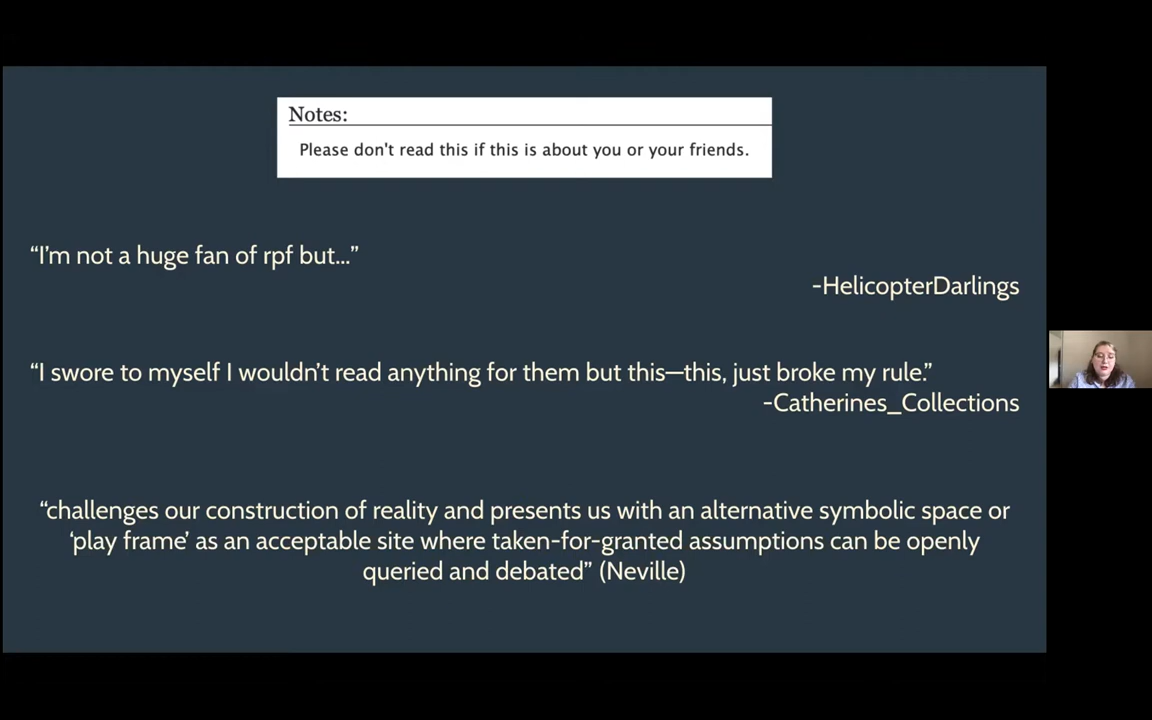 Notes:
Please don't read this if this is about you or your friends.
“I’m not a huge fan of rpf but...”
-HelicopterDarlings
“I swore to myself I wouldn’t read anything for them but this—this, just broke my rule.”
-Catherines_Collections
“challenges our construction of reality and presents us with an alternative symbolic space or
‘play frame’ as an acceptable site where taken-for-granted assumptions can be openly
queried and debated” (Neville)